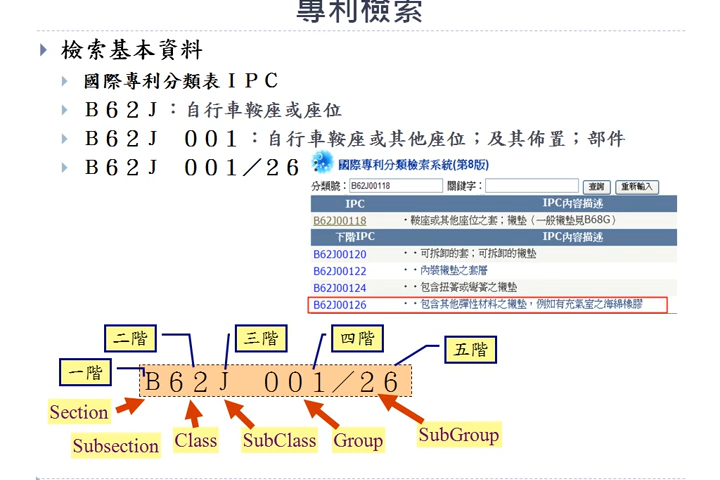 專利檢索
檢索基本資料
國際專利分類表ＩＰＣ
Ｂ６２Ｊ：自行車鞍座或座位
Ｂ６２Ｊ　００１：自行車鞍座或其他座位；及其佈置；部件
Ｂ６２Ｊ　００１／２６：
國際專利分類檢索系統(第8版)
分類號：B62J00118 關鍵字： 查詢 重新輸入
IPC IPC內容描述
B62J00118 ・鞍座或其他座位之套；襯墊（一般襯墊見B68G）
下階IPC IPC內容描述
B62J00120 ・・可拆卸的套；可拆卸的襯墊
B62J00122 ・・內裝襯墊之套層
B62J00124 ・・包含扭簧或彎簧之襯墊
B62J00126 ・・包含其他彈性材料之襯墊，例如有充氣室之海綿橡膠
二階 三階 四階
五階
一階
Ｂ６２Ｊ　００１／２６
Section
Subsection Class SubClass Group SubGroup